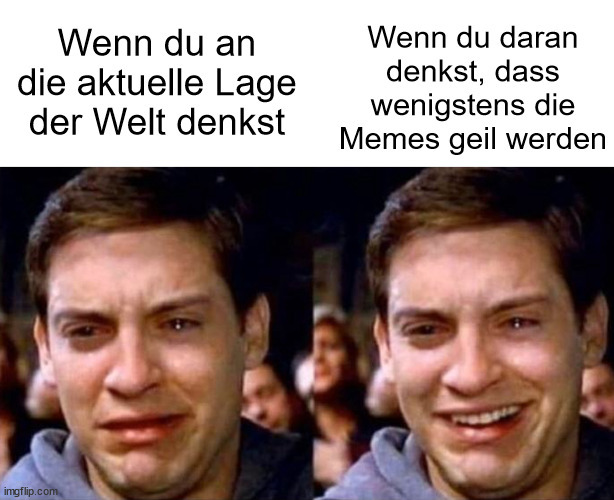 Wenn du an
die aktuelle Lage
der Welt denkst
Wenn du daran
denkst, dass
wenigstens die
Memes geil werden
imgflip.com